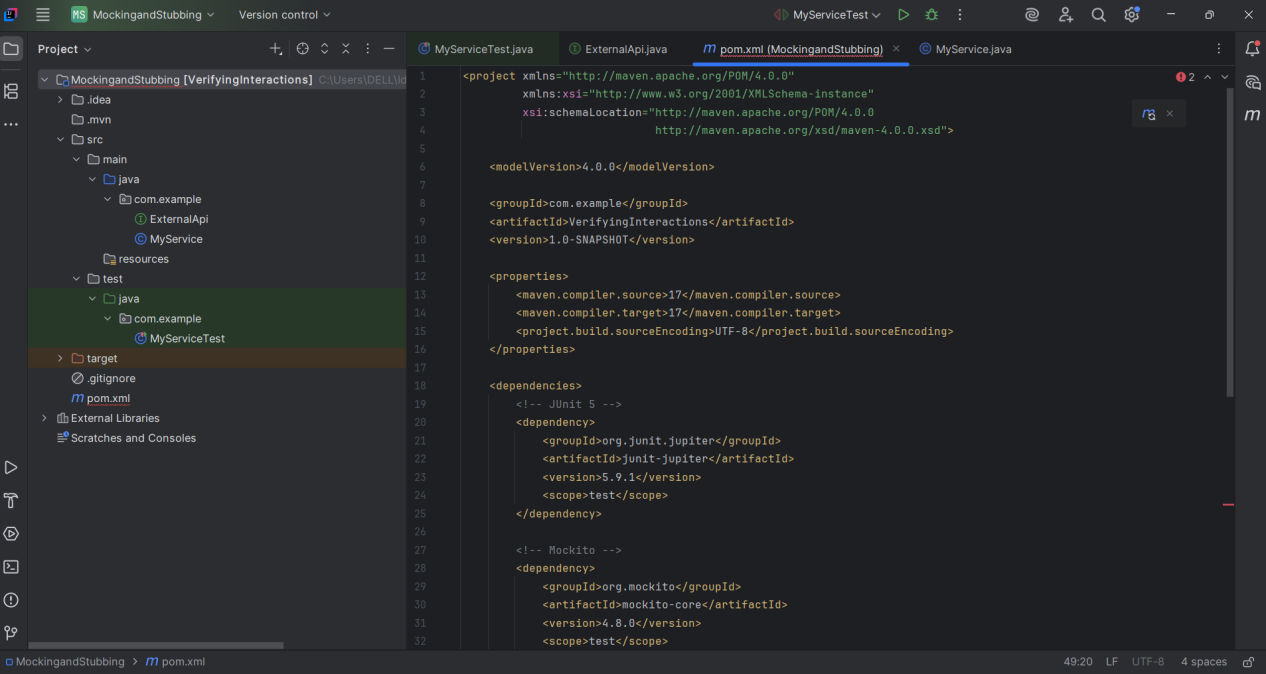 MS MockingandStubbing Version control MyServiceTest
Project
MockingandStubbing [VerifyingInteractions] C:\Users\DELL\Id
.idea
.mvn
src
main
java
com.example
ExternalApi
MyService
resources
test
java
com.example
MyServiceTest
target
.gitignore
pom.xml
External Libraries
Scratches and Consoles
MyServiceTest.java ExternalApi.java pom.xml (MockingandStubbing) MyService.java
2
1 <project xmlns="http://maven.apache.org/POM/4.0.0"
2 xmlns:xsi="http://www.w3.org/2001/XMLSchema-instance"
3 xsi:schemaLocation="http://maven.apache.org/POM/4.0.0
4 http://maven.apache.org/xsd/maven-4.0.0.xsd">
5
6 <modelVersion>4.0.0</modelVersion>
7
8 <groupId>com.example</groupId>
9 <artifactId>VerifyingInteractions</artifactId>
10 <version>1.0-SNAPSHOT</version>
11
12 <properties>
13 <maven.compiler.source>17</maven.compiler.source>
14 <maven.compiler.target>17</maven.compiler.target>
15 <project.build.sourceEncoding>UTF-8</project.build.sourceEncoding>
16 </properties>
17
18 <dependencies>
19 <!-- JUnit 5 -->
20 <dependency>
21 <groupId>org.junit.jupiter</groupId>
22 <artifactId>junit-jupiter</artifactId>
23 <version>5.9.1</version>
24 <scope>test</scope>
25 </dependency>
26
27 <!-- Mockito -->
28 <dependency>
29 <groupId>org.mockito</groupId>
30 <artifactId>mockito-core</artifactId>
31 <version>4.8.0</version>
32 <scope>test</scope>
MockingandStubbing > pom.xml 49:20 LF UTF-8 4 spaces